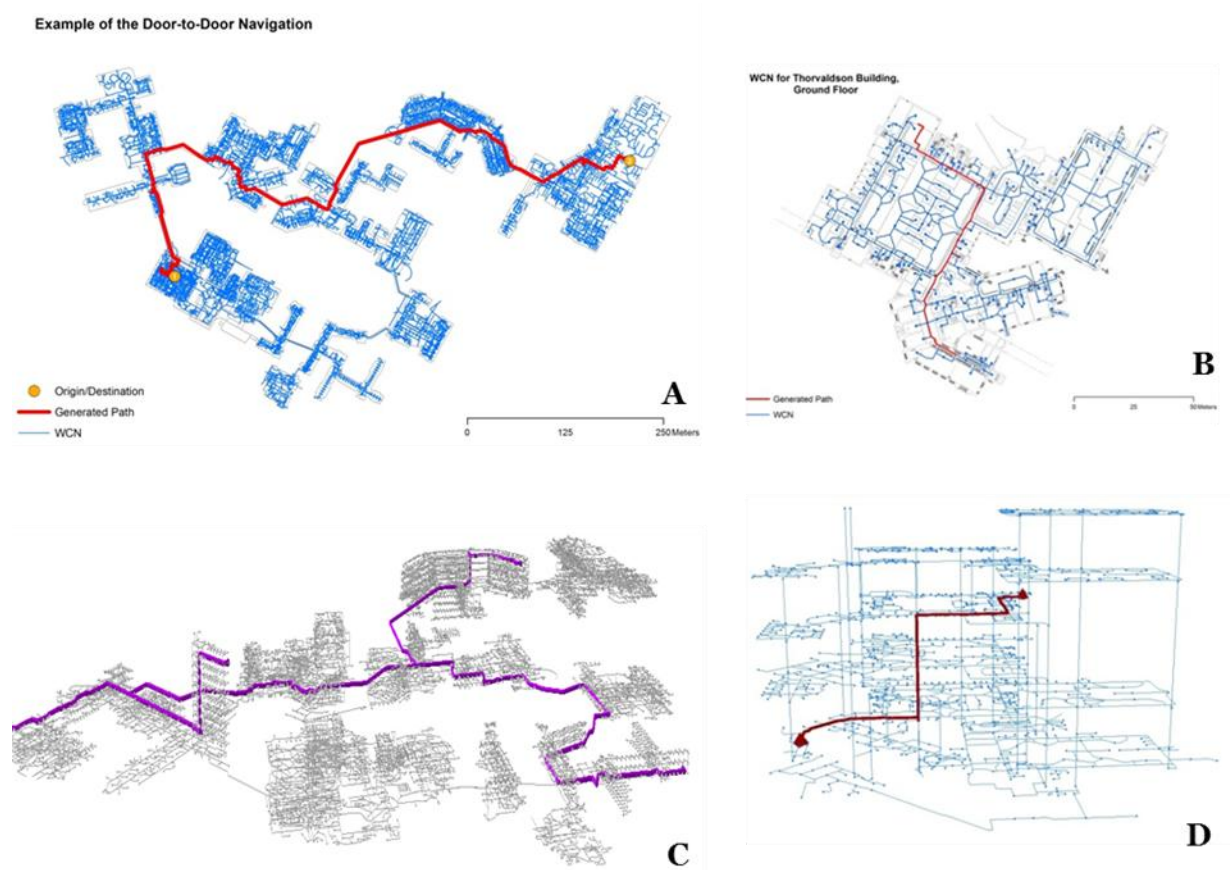 Example of the Door-to-Door Navigation
Origin/Destination
Generated Path
WCN
0 125 250 Meters
A
WCN for Thorvaldson Building,
Ground Floor
Generated Path
WCN
0 25 50 Meters
B
C
D